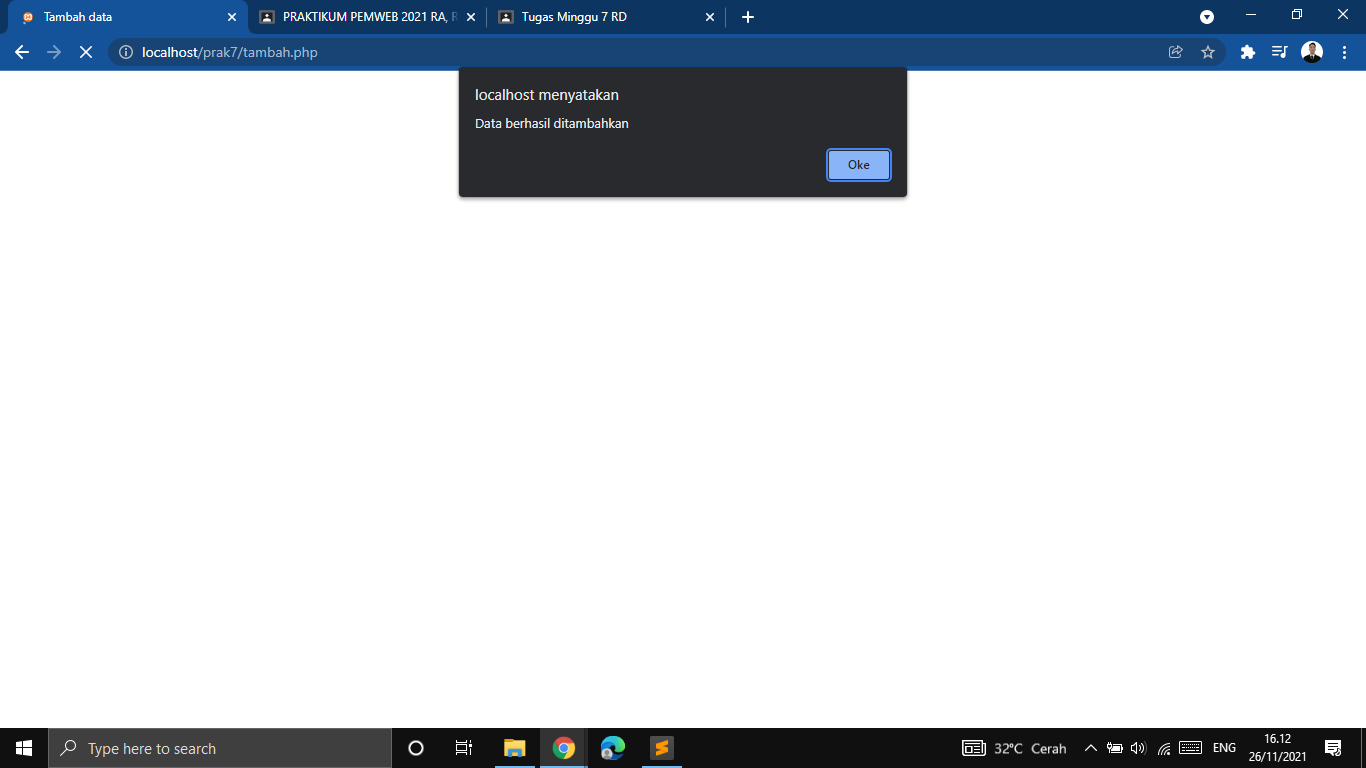 Tambah data
PRAKTIKUM PEMWEB 2021 RA, R
Tugas Minggu 7 RD
localhost/prak7/tambah.php
localhost menyatakan
Data berhasil ditambahkan
Oke
Type here to search
32°C Cerah
ENG
16.12
26/11/2021